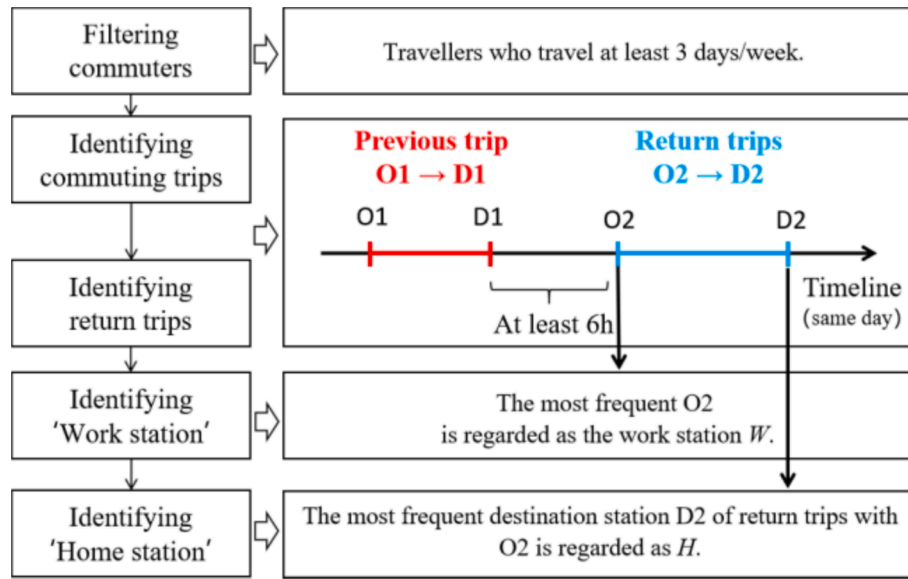 Filtering
commuters
Travellers who travel at least 3 days/week.
Identifying
commuting trips
Previous trip
O1 → D1
Return trips
O2 → D2
O1
D1
O2
D2
At least 6h
Timeline
(same day)
Identifying
return trips
Identifying
'Work station'
The most frequent O2
is regarded as the work station W.
Identifying
'Home station'
The most frequent destination station D2 of return trips with
O2 is regarded as H.